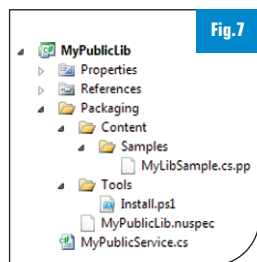 Fig.7
MyPublicLib
Properties
References
Packaging
Content
Samples
MyLibSample.cs.pp
Tools
Install.ps1
MyPublicLib.nuspec
MyPublicService.cs